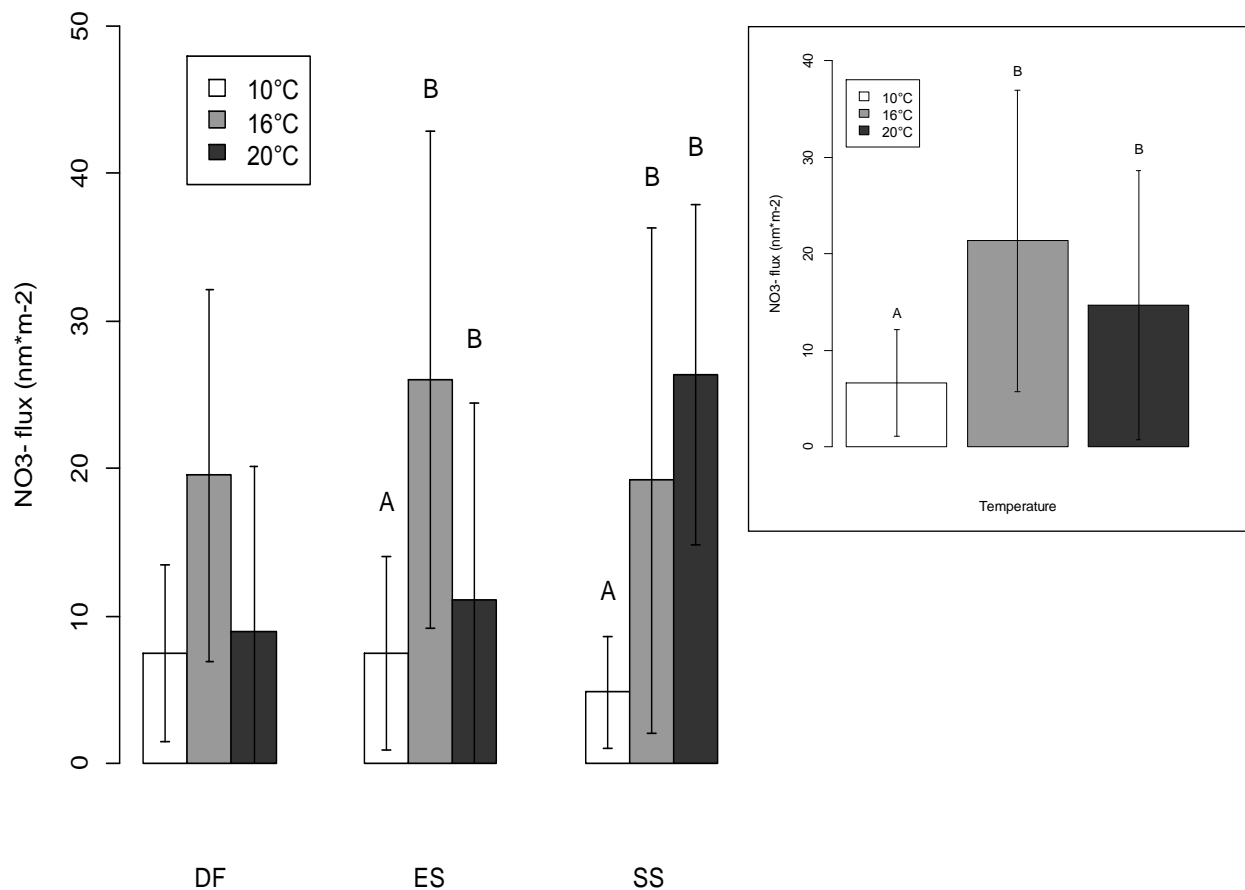 50
40
30
20
10
0
NO3- flux (nm*m-2)
10°C
16°C
20°C
B
B
A
B
B
A
DF ES SS
40
30
20
10
0
NO3- flux (nm*m-2)
10°C
16°C
20°C
B
B
A
Temperature